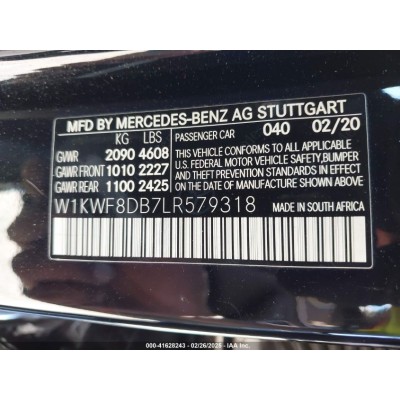 MFD BY MERCEDES-BENZ AG STUTTGART
KG LBS PASSENGER CAR 040 02/20
GVWR 2090 4608 THIS VEHICLE CONFORMS TO ALL
GAWR FRONT 1010 2227 APPLICABLE U.S. FEDERAL MOTOR
GAWR REAR 1100 2425 VEHICLE SAFETY, BUMPER
AND THEFT PREVENTION STANDARDS
IN EFFECT ON THE DATE OF MANUFACTURE
W1KWF8DB7LR579318
MADE IN SOUTH AFRICA
000-41628243 - 02/26/2025 - IAA Inc.